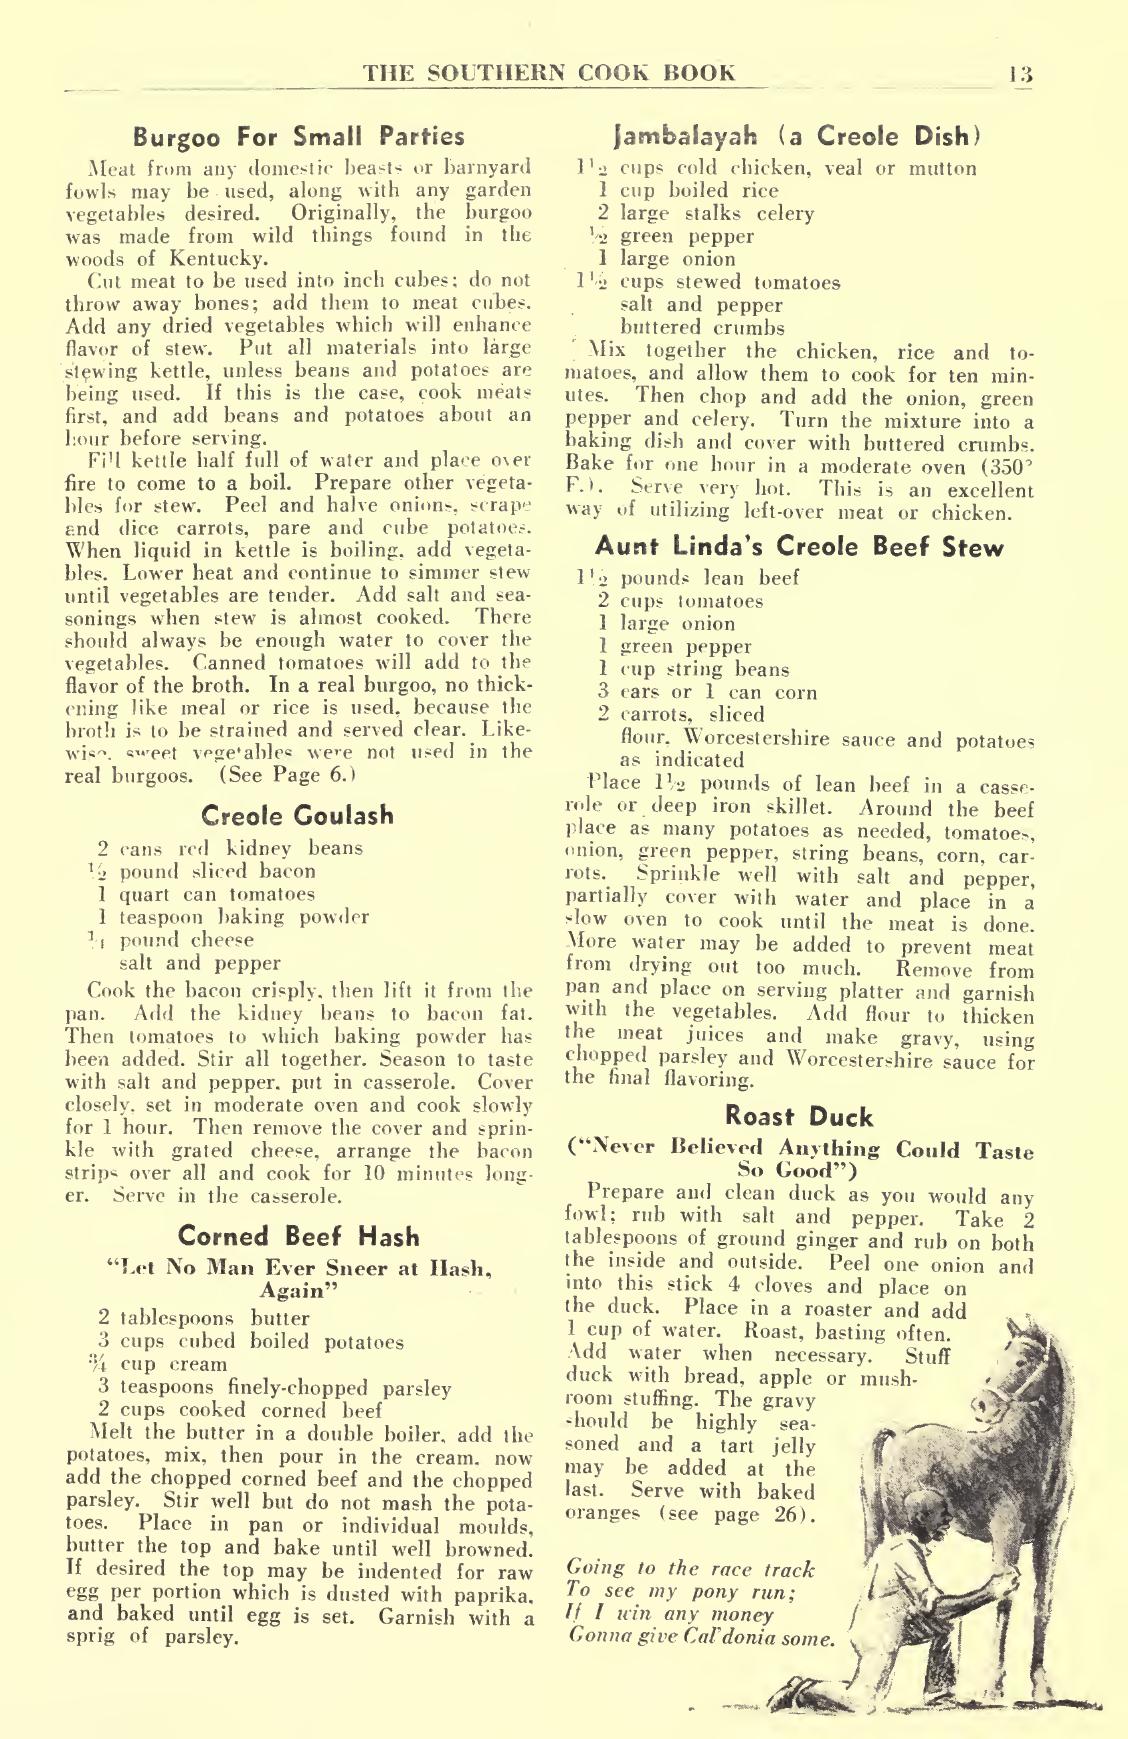 THE SOUTHERN COOK BOOK 13
Burgoo For Small Parties
Meat from any domestic beasts or barnyard
fowls may be used, along with any garden
vegetables desired. Originally, the burgoo
was made from wild things found in the
woods of Kentucky.
Cut meat to be used into inch cubes; do not
throw away bones; add them to meat cubes.
Add any dried vegetables which will enhance
flavor of stew. Put all materials into large
stewing kettle, unless beans and potatoes are
being used. If this is the case, cook meats
first, and add beans and potatoes about an
hour before serving.
Fill kettle half full of water and place over
fire to come to a boil. Prepare other vegeta-
bles for stew. Peel and halve onions, scrape
and dice carrots, pare and cube potatoes.
When liquid in kettle is boiling, add vegeta-
bles. Lower heat and continue to simmer stew
until vegetables are tender. Add salt and sea-
sonings when stew is almost cooked. There
should always be enough water to cover the
vegetables. Canned tomatoes will add to the
flavor of the broth. In a real burgoo, no thick-
ening like meal or rice is used, because the
broth is to be strained and served clear. Like-
wise, sweet vegetables were not used in the
real burgoos. (See Page 6.)
Creole Goulash
2 cans red kidney beans
½ pound sliced bacon
1 quart can tomatoes
1 teaspoon baking powder
¼ pound cheese
salt and pepper
Cook the bacon crisply, then lift it from the
pan. Add the kidney beans to bacon fat.
Then tomatoes to which baking powder has
been added. Stir all together. Season to taste
with salt and pepper, put in casserole. Cover
closely, set in moderate oven and cook slowly
for 1 hour. Then remove the cover and sprin-
kle with grated cheese, arrange the bacon
strips over all and cook for 10 minutes long-
er. Serve in the casserole.
Corned Beef Hash
"Let No Man Ever Sneer at Hash,
Again"
2 tablespoons butter
3 cups cubed boiled potatoes
¾ cup cream
3 teaspoons finely-chopped parsley
2 cups cooked corned beef
Melt the butter in a double boiler, add the
potatoes, mix, then pour in the cream, now
add the chopped corned beef and the chopped
parsley. Stir well but do not mash the pota-
toes. Place in pan or individual moulds,
butter the top and bake until well browned.
If desired the top may be indented for raw
egg per portion which is dusted with paprika,
and baked until egg is set. Garnish with a
sprig of parsley.
Jambalayah (a Creole Dish)
1½ cups cold chicken, veal or mutton
1 cup boiled rice
2 large stalks celery
½ green pepper
1 large onion
1½ cups stewed tomatoes
salt and pepper
buttered crumbs
Mix together the chicken, rice and to-
matoes, and allow them to cook for ten min-
utes. Then chop and add the onion, green
pepper and celery. Turn the mixture into a
baking dish and cover with buttered crumbs.
Bake for one hour in a moderate oven (350°
F.). Serve very hot. This is an excellent
way of utilizing left-over meat or chicken.
Aunt Linda's Creole Beef Stew
1½ pounds lean beef
2 cups tomatoes
1 large onion
1 green pepper
1 cup string beans
3 ears or 1 can corn
2 carrots, sliced
flour, Worcestershire sauce and potatoes
as indicated
Place 1½ pounds of lean beef in a casse-
role or deep iron skillet. Around the beef
place as many potatoes as needed, tomatoes,
onion, green pepper, string beans, corn, car-
rots. Sprinkle well with salt and pepper,
partially cover with water and place in a
slow oven to cook until the meat is done.
More water may be added to prevent meat
from drying out too much. Remove from
pan and place on serving platter and garnish
with the vegetables. Add flour to thicken
the meat juices and make gravy, using
chopped parsley and Worcestershire sauce for
the final flavoring.
Roast Duck
("Never Believed Anything Could Taste
So Good")
Prepare and clean duck as you would any
fowl; rub with salt and pepper. Take 2
tablespoons of ground ginger and rub on both
the inside and outside. Peel one onion and
into this stick 4 cloves and place on
the duck. Place in a roaster and add
1 cup of water. Roast, basting often.
Add water when necessary. Stuff
duck with bread, apple or mush-
room stuffing. The gravy
should be highly sea-
soned and a tart jelly
may be added at the
last. Serve with baked
oranges (see page 26).
Going to the race track
To see my pony run;
If I win any money
Gonna give Cal'donia some.